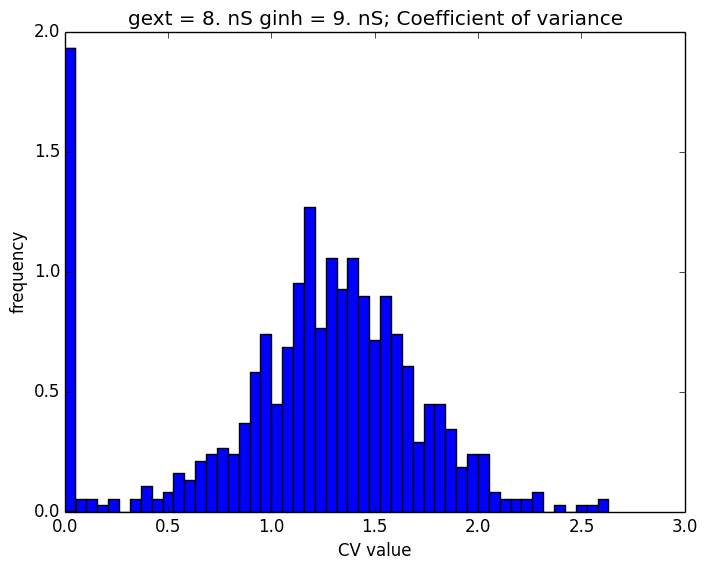 gext = 8. nS ginh = 9. nS; Coefficient of variance
2.0
1.5
1.0
0.5
0.0
frequency
0.0 0.5 1.0 1.5 2.0 2.5 3.0
CV value